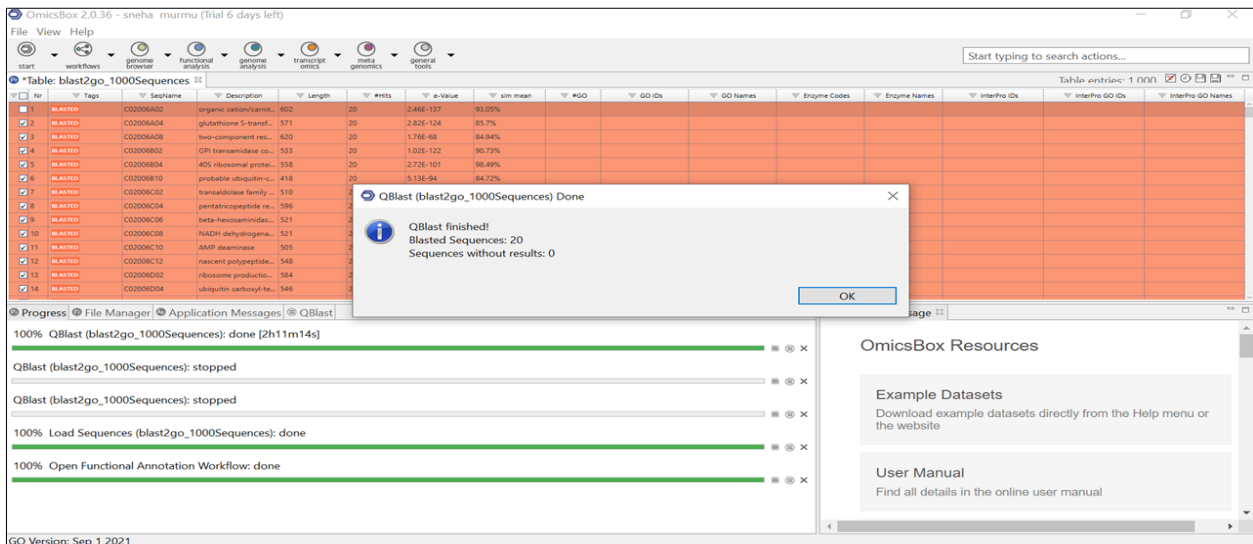 OmicsBox 2.0.36 - sneha murmu (Trial 6 days left)
File View Help
start workflows genome browser functional analysis genome analysis transcript omics meta genomics general tools
Start typing to search actions...
*Table: blast2go_1000Sequences
Table entries: 1 000
Nr Tags SeqName Description Length #Hits e-Value sim mean #GO GO IDs GO Names Enzyme Codes Enzyme Names InterPro IDs InterPro GO IDs InterPro GO Names
1 BLASTED C02006A02 organic cation/carnit... 602 20 2.46E-137 93.05%
2 BLASTED C02006A04 glutathione S-transf... 571 20 2.82E-124 85.7%
3 BLASTED C02006A08 two-component res... 620 20 1.76E-68 84.94%
4 BLASTED C02006B02 GPI transamidase co... 533 20 1.02E-122 90.73%
5 BLASTED C02006B04 40S ribosomal protei... 558 20 2.72E-101 98.49%
6 BLASTED C02006B10 probable ubiquitin-c... 418 20 5.13E-94 84.72%
7 BLASTED C02006C02 transaldolase family ... 510
8 BLASTED C02006C04 pentatricopeptide re... 596
9 BLASTED C02006C06 beta-hexosaminidas... 521
10 BLASTED C02006C08 NADH dehydrogena... 521
11 BLASTED C02006C10 AMP deaminase 505
12 BLASTED C02006C12 nascent polypeptide... 548
13 BLASTED C02006D02 ribosome productio... 584
14 BLASTED C02006D04 ubiquitin carboxyl-te... 546
QBlast (blast2go_1000Sequences) Done
QBlast finished!
Blasted Sequences: 20
Sequences without results: 0
OK
Progress File Manager Application Messages QBlast
100% QBlast (blast2go_1000Sequences): done [2h11m14s]
QBlast (blast2go_1000Sequences): stopped
QBlast (blast2go_1000Sequences): stopped
100% Load Sequences (blast2go_1000Sequences): done
100% Open Functional Annotation Workflow: done
OmicsBox Resources
Example Datasets
Download example datasets directly from the Help menu or
the website
User Manual
Find all details in the online user manual
GO Version: Sep 1 2021